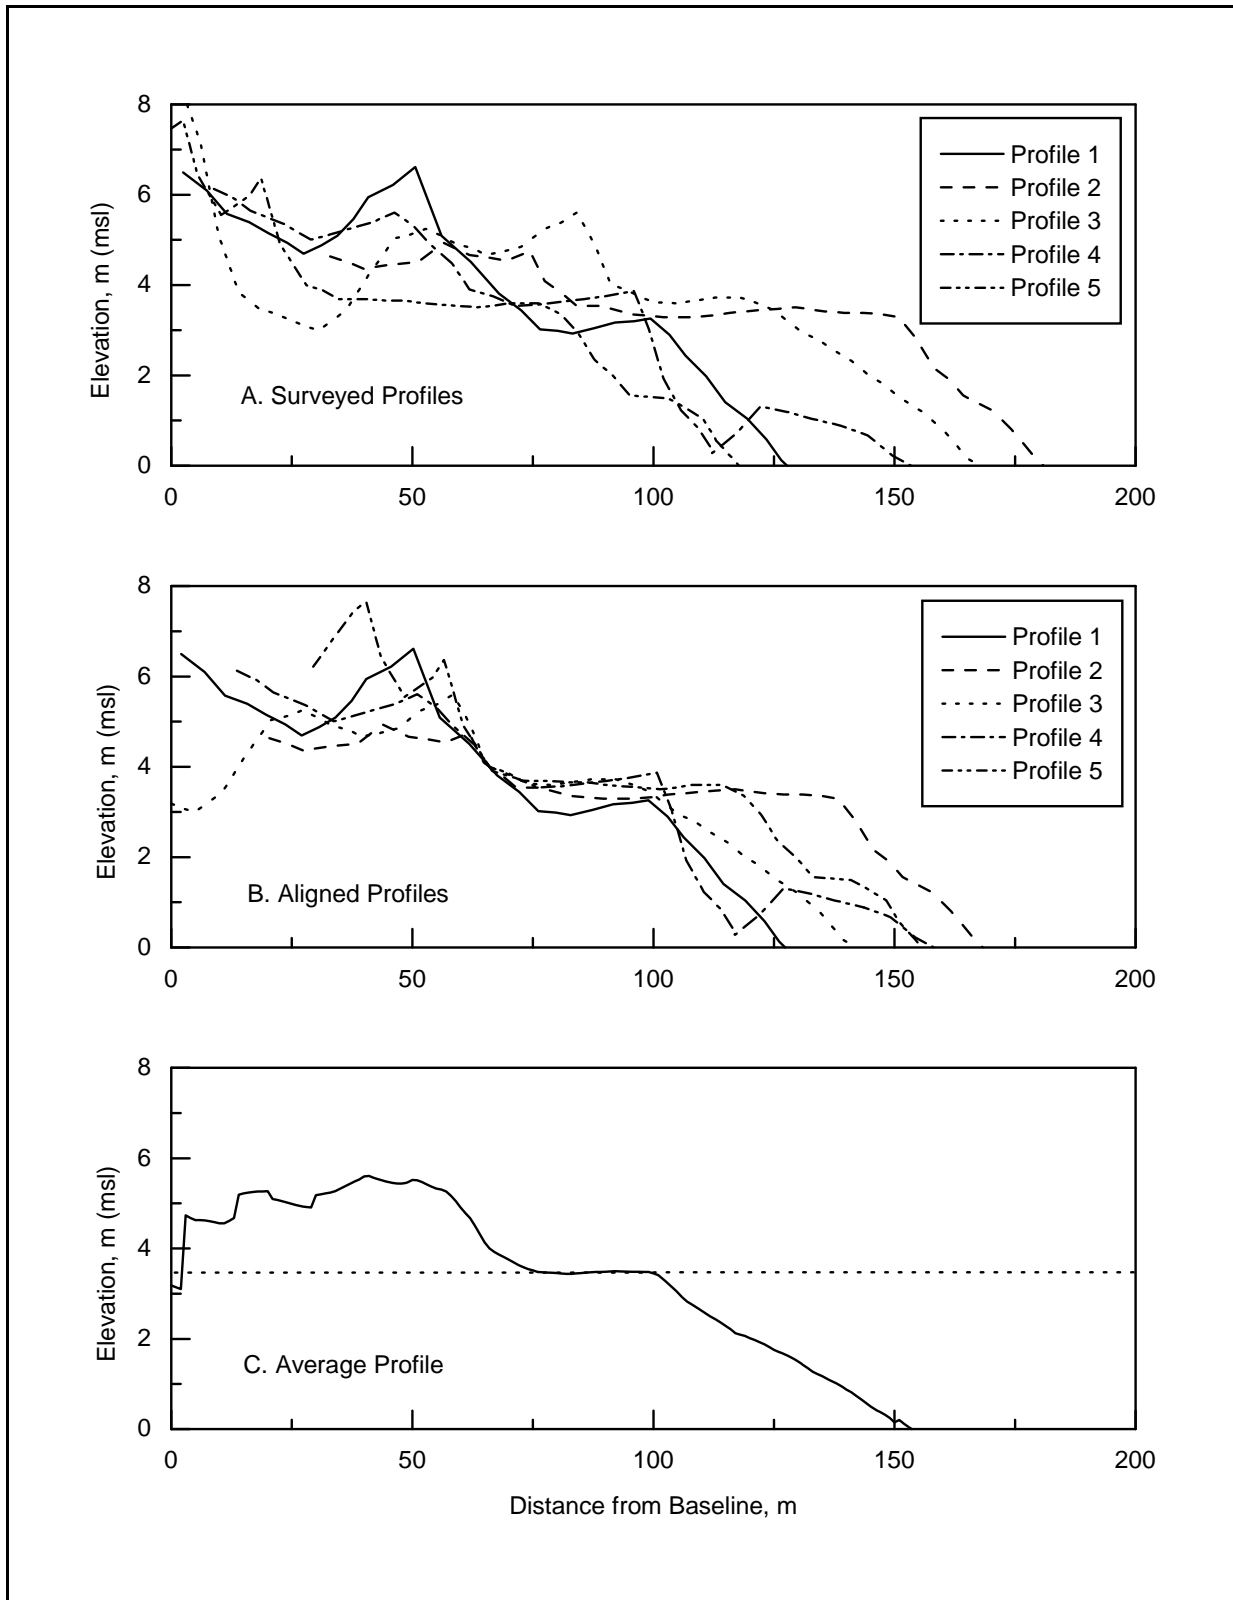 8
6
4
2
0
Elevation, m (msl)
Profile 1
Profile 2
Profile 3
Profile 4
Profile 5
A. Surveyed Profiles
0 50 100 150 200
8
6
4
2
0
Elevation, m (msl)
Profile 1
Profile 2
Profile 3
Profile 4
Profile 5
B. Aligned Profiles
0 50 100 150 200
8
6
4
2
0
Elevation, m (msl)
C. Average Profile
0 50 100 150 200
Distance from Baseline, m